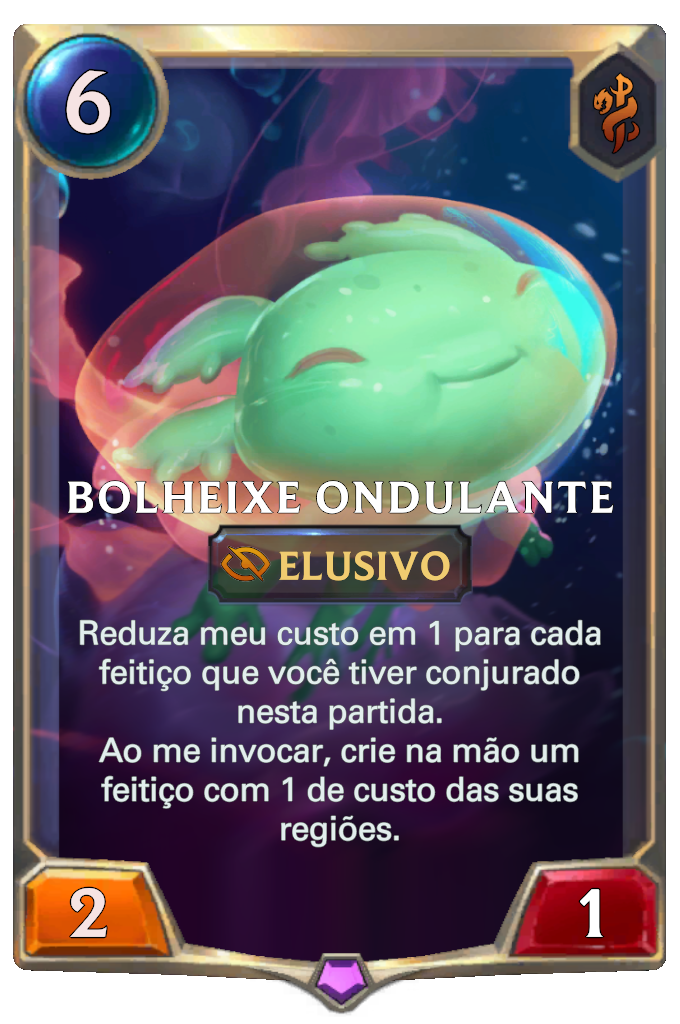 6
BOLHEIXE ONDULANTE
ELUSIVO
Reduza meu custo em 1 para cada
feitiço que você tiver conjurado
nesta partida.
Ao me invocar, crie na mão um
feitiço com 1 de custo das suas
regiões.
2
1